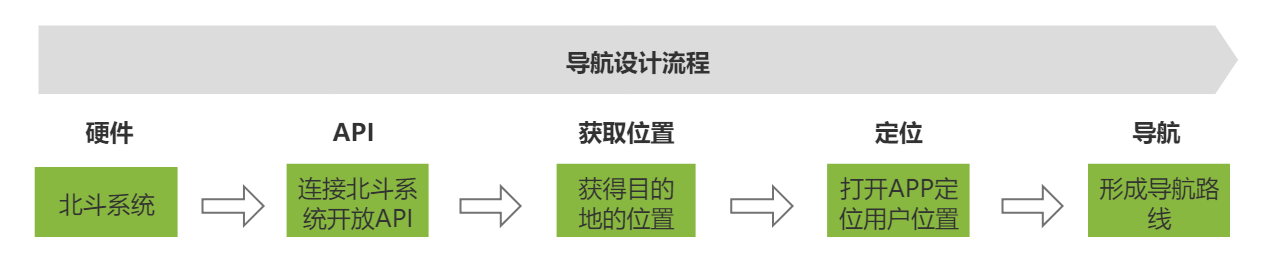 导航设计流程
硬件
API
获取位置
定位
导航
北斗系统
连接北斗系
统开放API
获得目的
地的位置
打开APP定
位用户位置
形成导航路
线